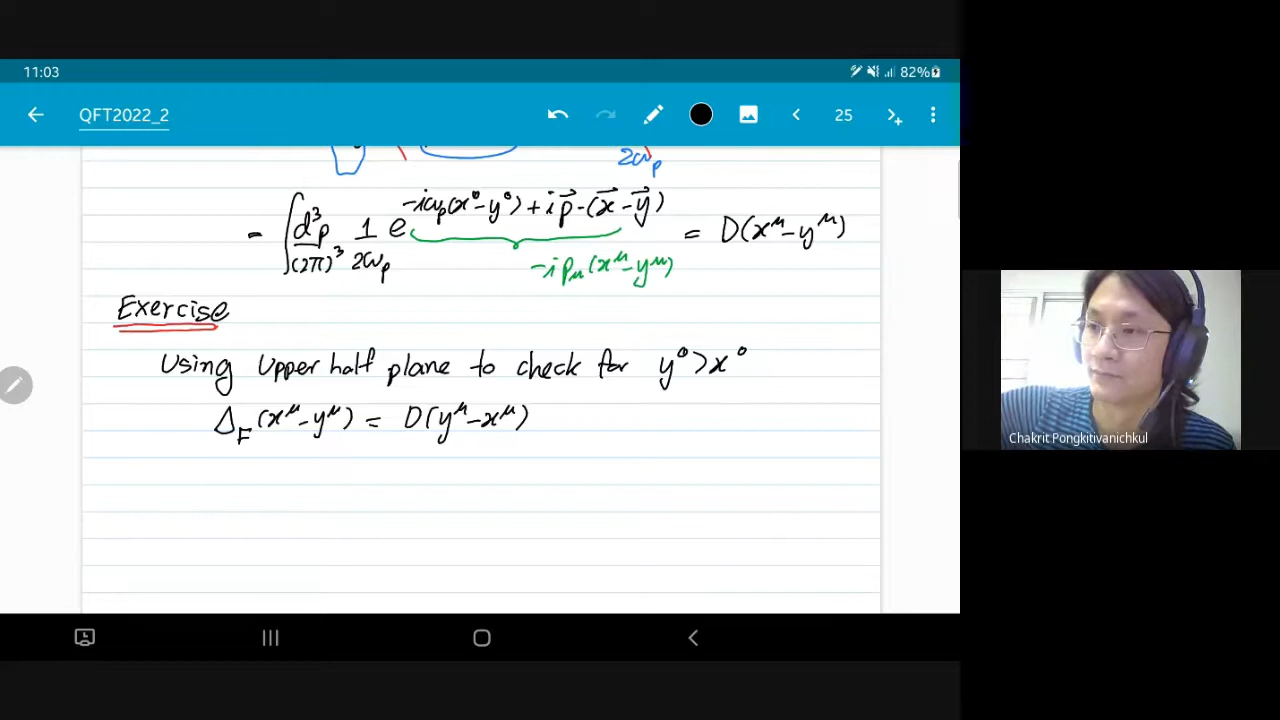 11:03 82%
QFT2022_2 25
2ω_p
= ∫ d³p/(2π)³ 1/2ω_p e^{-iω_p(x⁰-y⁰)+ip⃗·(x⃗-y⃗)} = D(x^μ-y^μ)
-ip_μ(x^μ-y^μ)
Exercise
Using Upper half plane to check for y⁰>x⁰
Δ_F(x^μ-y^μ) = D(y^μ-x^μ)
Chakrit Pongkitivanichkul